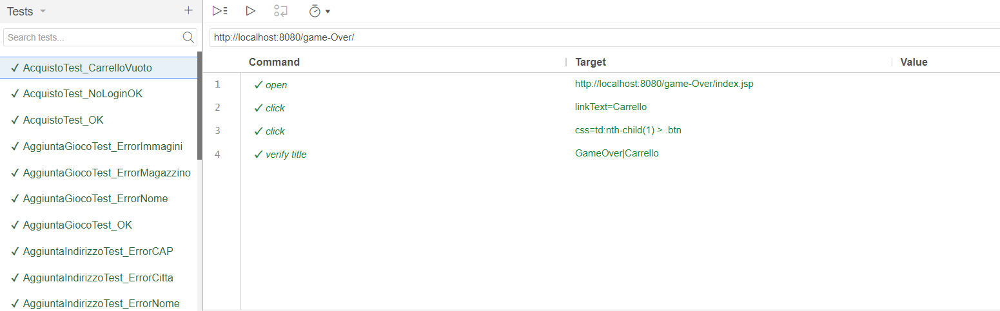 Tests
Search tests...
AcquistoTest_CarrelloVuoto
AcquistoTest_NoLoginOK
AcquistoTest_OK
AggiuntaGiocoTest_ErrorImmagini
AggiuntaGiocoTest_ErrorMagazzino
AggiuntaGiocoTest_ErrorNome
AggiuntaGiocoTest_OK
AggiuntaIndirizzoTest_ErrorCAP
AggiuntaIndirizzoTest_ErrorCitta
AggiuntaIndirizzoTest_ErrorNome
http://localhost:8080/game-Over/
Command Target Value
1 open http://localhost:8080/game-Over/index.jsp
2 click linkText=Carrello
3 click css=td:nth-child(1) > .btn
4 verify title GameOver|Carrello